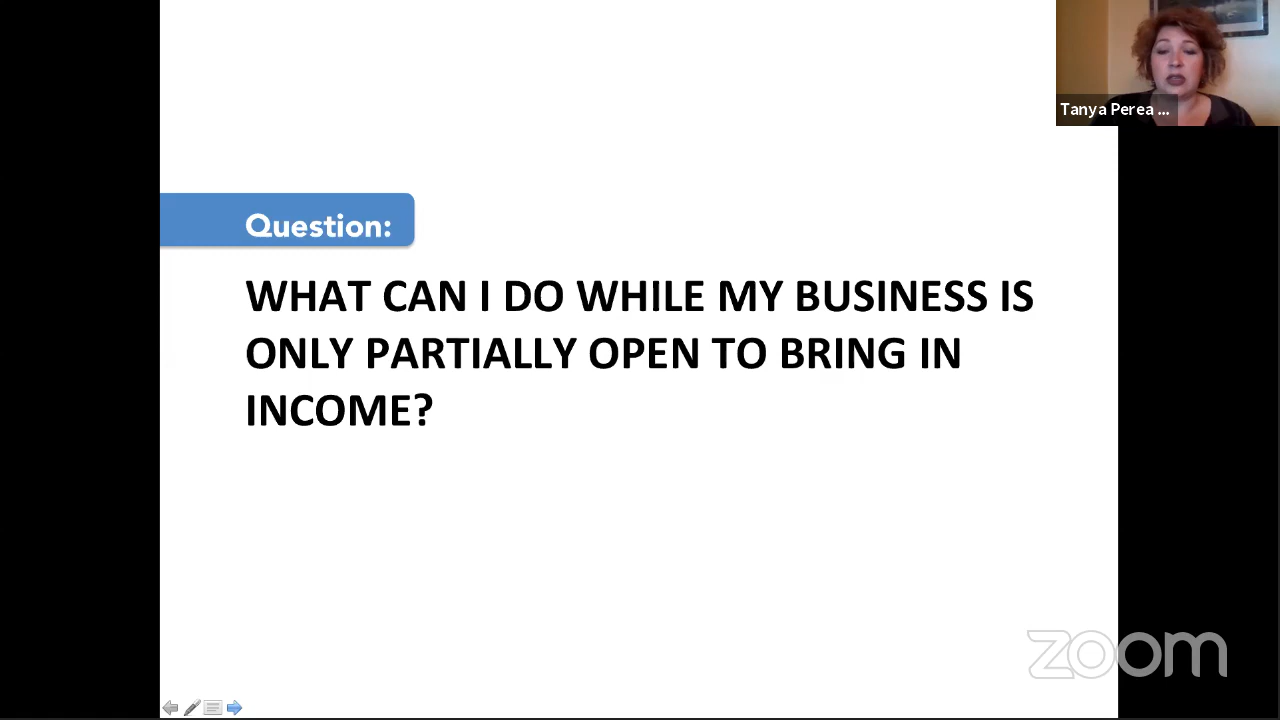 Tanya Perea ...
Question:
WHAT CAN I DO WHILE MY BUSINESS IS
ONLY PARTIALLY OPEN TO BRING IN
INCOME?
zoom